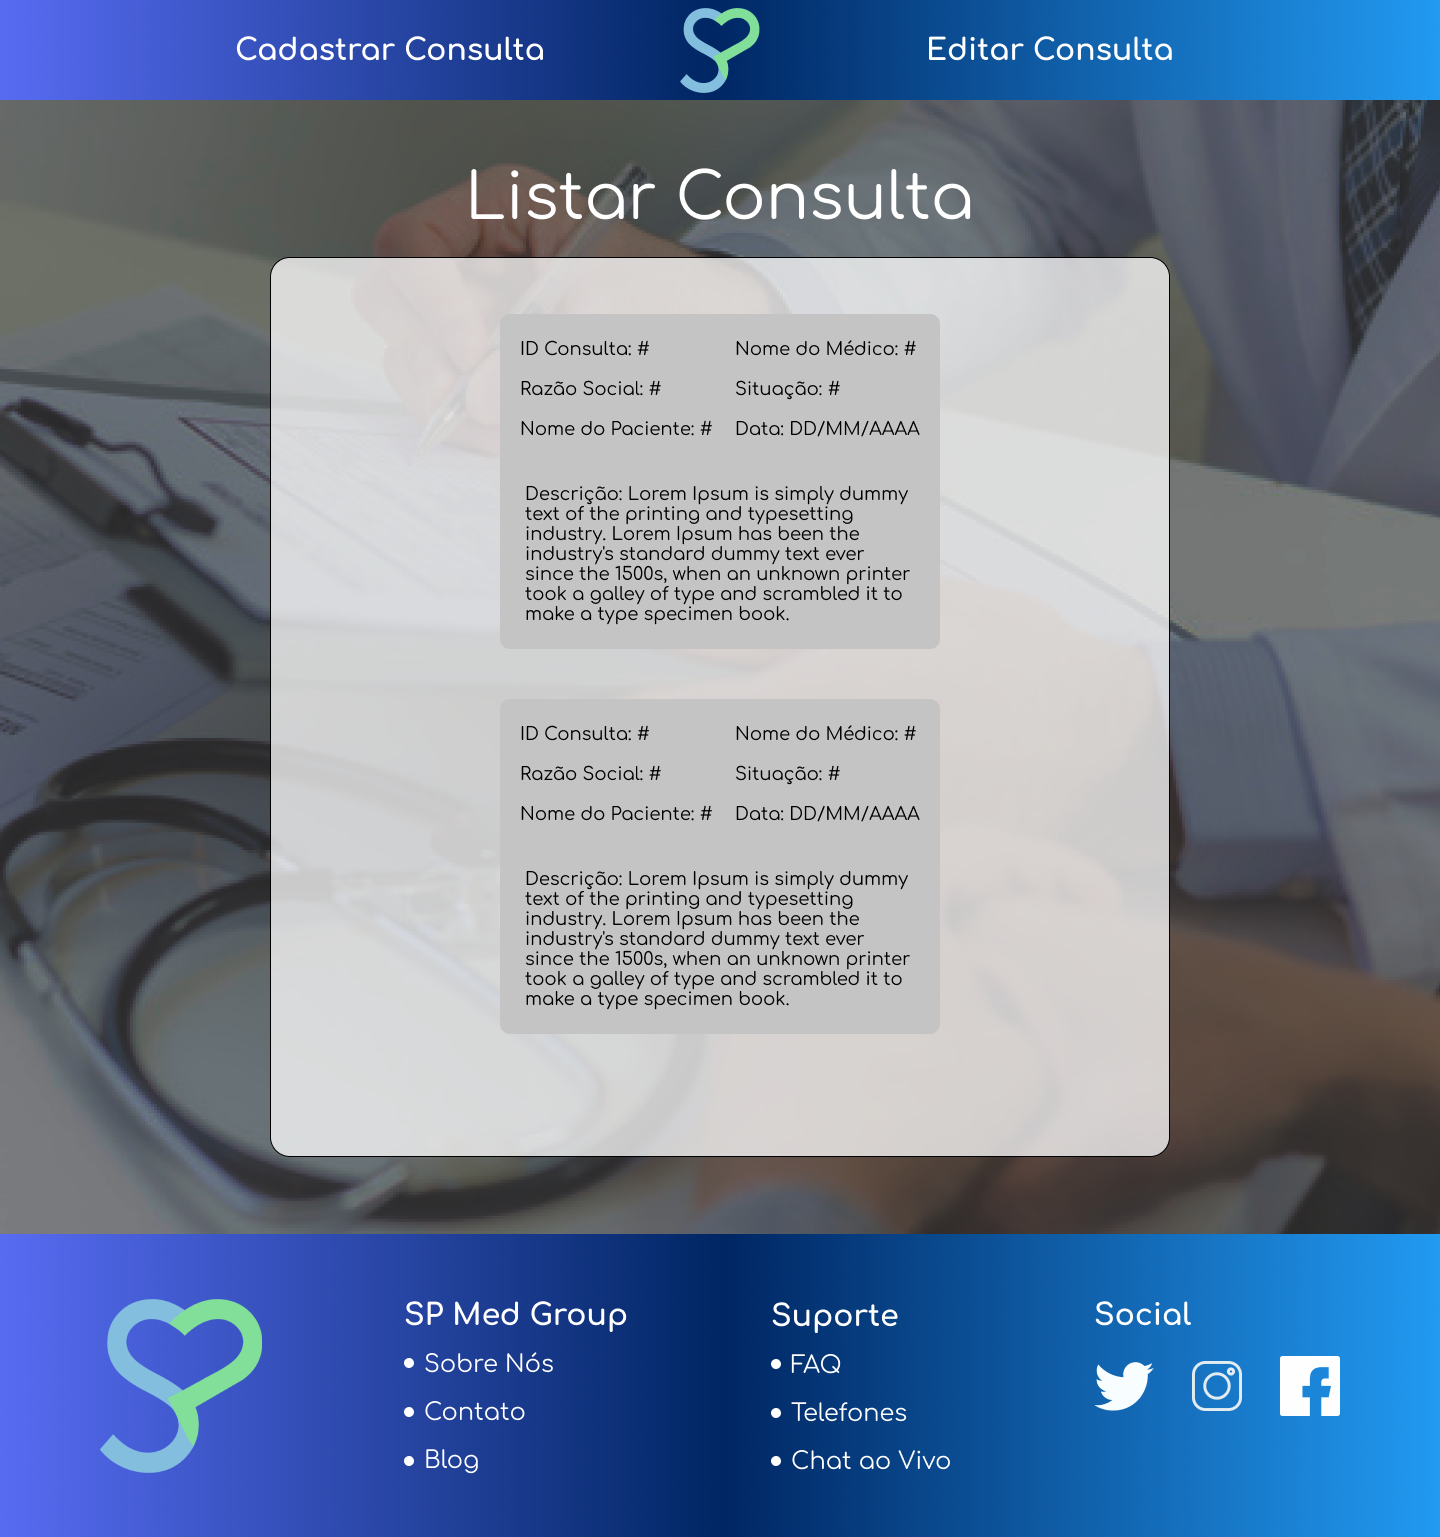 Cadastrar Consulta
Editar Consulta
Listar Consulta
ID Consulta: #
Nome do Médico: #
Razão Social: #
Situação: #
Nome do Paciente: #
Data: DD/MM/AAAA
Descrição: Lorem Ipsum is simply dummy
text of the printing and typesetting
industry. Lorem Ipsum has been the
industry's standard dummy text ever
since the 1500s, when an unknown printer
took a galley of type and scrambled it to
make a type specimen book.
ID Consulta: #
Nome do Médico: #
Razão Social: #
Situação: #
Nome do Paciente: #
Data: DD/MM/AAAA
Descrição: Lorem Ipsum is simply dummy
text of the printing and typesetting
industry. Lorem Ipsum has been the
industry's standard dummy text ever
since the 1500s, when an unknown printer
took a galley of type and scrambled it to
make a type specimen book.
SP Med Group
Sobre Nós
Contato
Blog
Suporte
FAQ
Telefones
Chat ao Vivo
Social